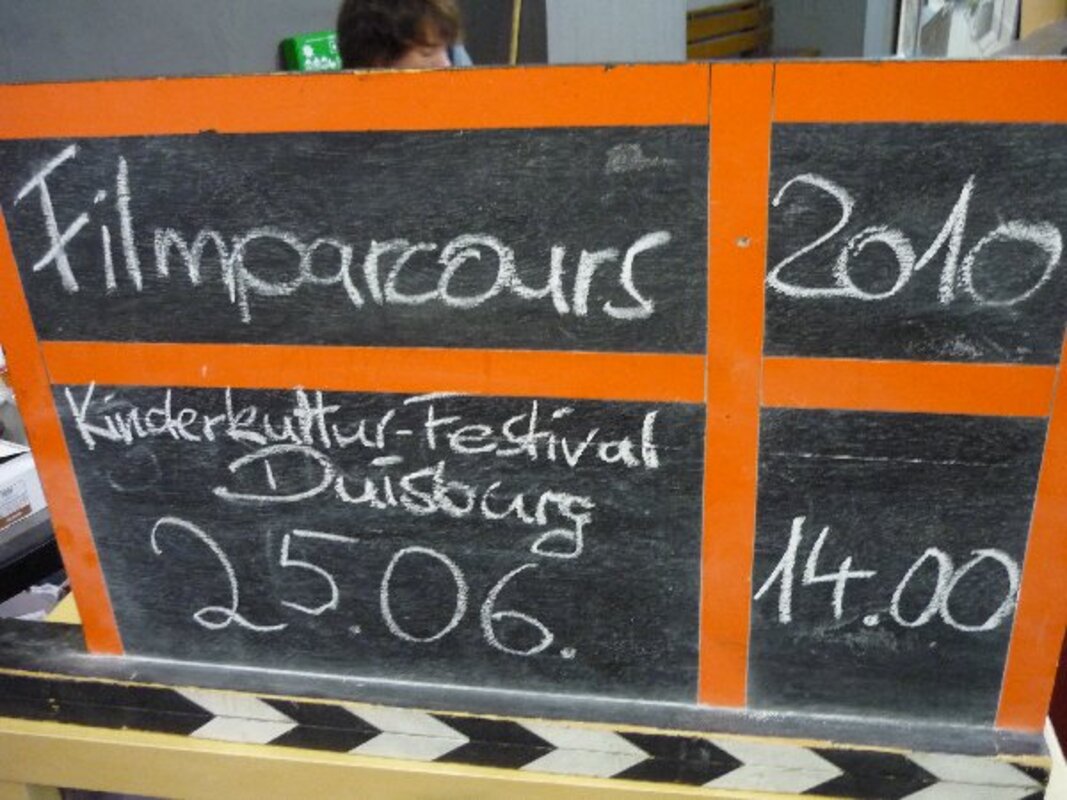 Filmparcours
2010
Kinderkultur-Festival
Duisburg
25.06.
14.00